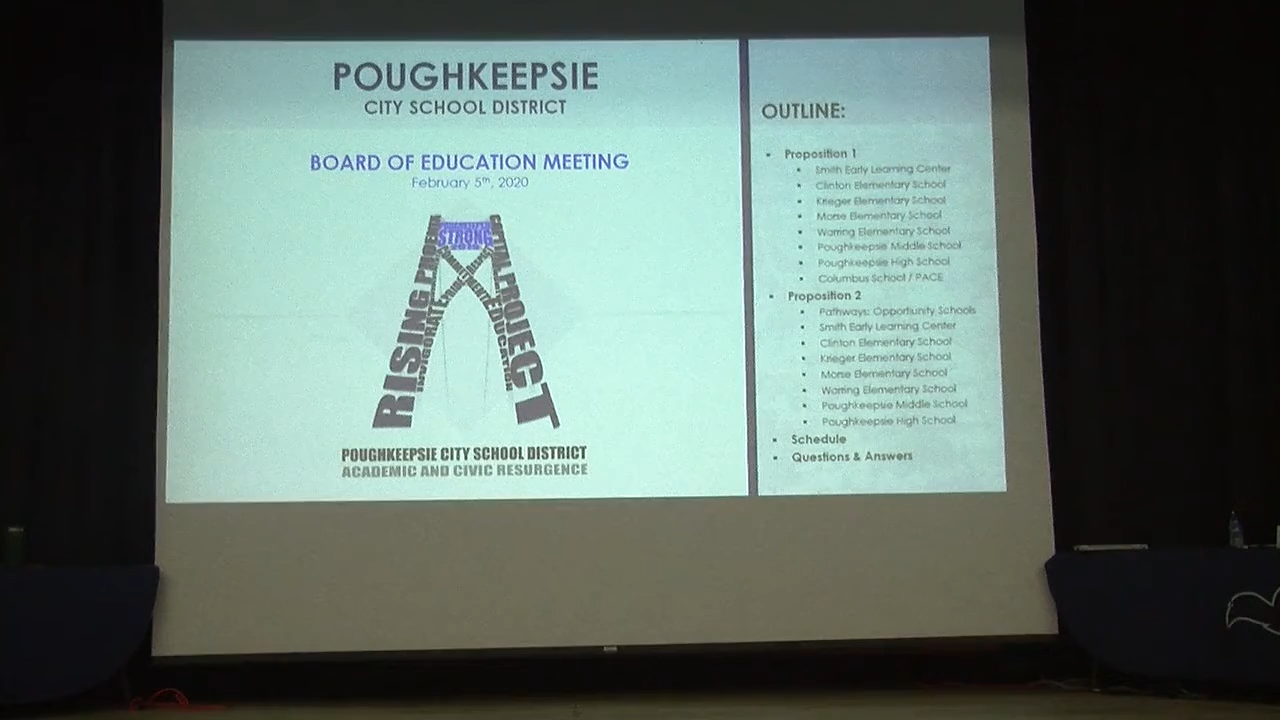 POUGHKEEPSIE
CITY SCHOOL DISTRICT
BOARD OF EDUCATION MEETING
February 5th, 2020
STRONG
RISING PHOENIX
CAPITAL PROJECT
INVIGORATE
EDUCATION
POUGHKEEPSIE CITY SCHOOL DISTRICT
ACADEMIC AND CIVIC RESURGENCE
OUTLINE:
▪ Proposition 1
▪ Smith Early Learning Center
▪ Clinton Elementary School
▪ Krieger Elementary School
▪ Morse Elementary School
▪ Warring Elementary School
▪ Poughkeepsie Middle School
▪ Poughkeepsie High School
▪ Columbus School / PACE
▪ Proposition 2
▪ Pathways: Opportunity Schools
▪ Smith Early Learning Center
▪ Clinton Elementary School
▪ Krieger Elementary School
▪ Morse Elementary School
▪ Warring Elementary School
▪ Poughkeepsie Middle School
▪ Poughkeepsie High School
▪ Schedule
▪ Questions & Answers